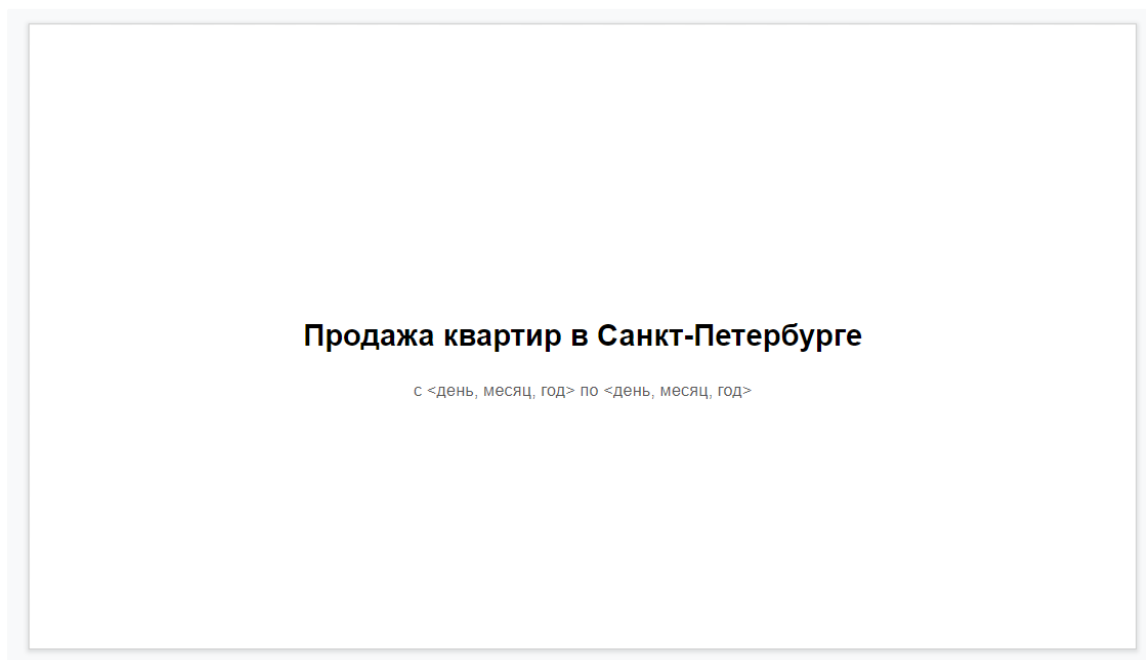 Продажа квартир в Санкт-Петербурге
с <день, месяц, год> по <день, месяц, год>